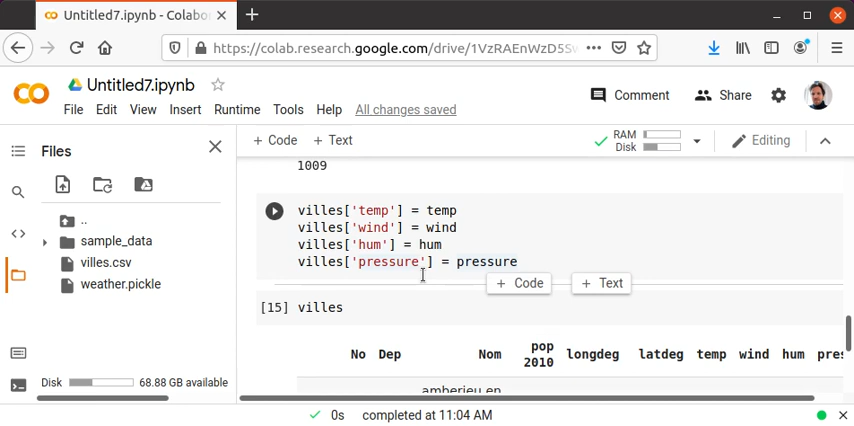 Untitled7.ipynb - Colabo
https://colab.research.google.com/drive/1VzRAEnWzD5Sw
Untitled7.ipynb
File Edit View Insert Runtime Tools Help All changes saved
Comment Share
Files
+ Code + Text
RAM
Disk
Editing
..
sample_data
villes.csv
weather.pickle
Disk 68.88 GB available
1009
villes['temp'] = temp
villes['wind'] = wind
villes['hum'] = hum
villes['pressure'] = pressure
+ Code + Text
[15] villes
No Dep Nom pop 2010 longdeg latdeg temp wind hum pres
0s completed at 11:04 AM